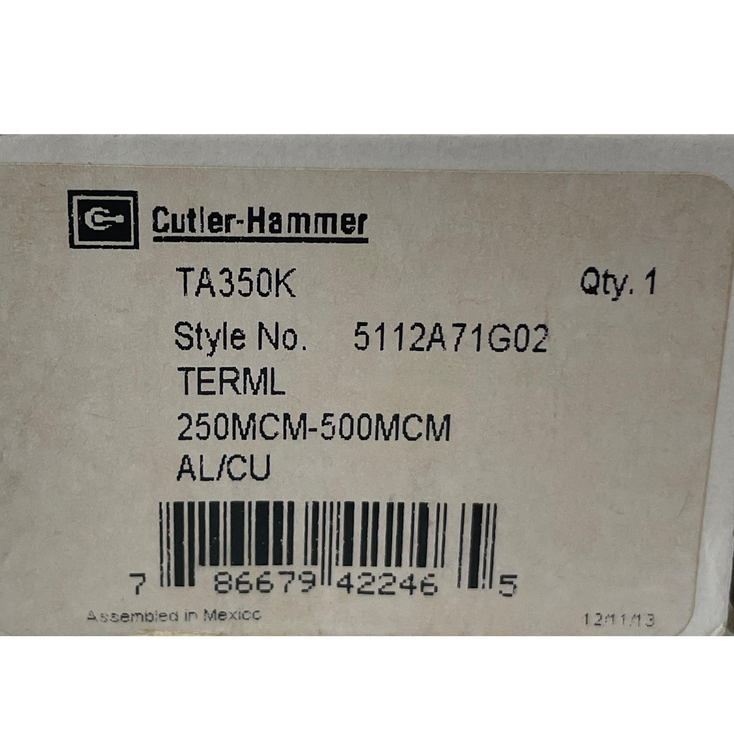 Cutler-Hammer
TA350K Qty. 1
Style No. 5112A71G02
TERML
250MCM-500MCM
AL/CU
7 86679 42246 5
Assembled in Mexico 12/11/13